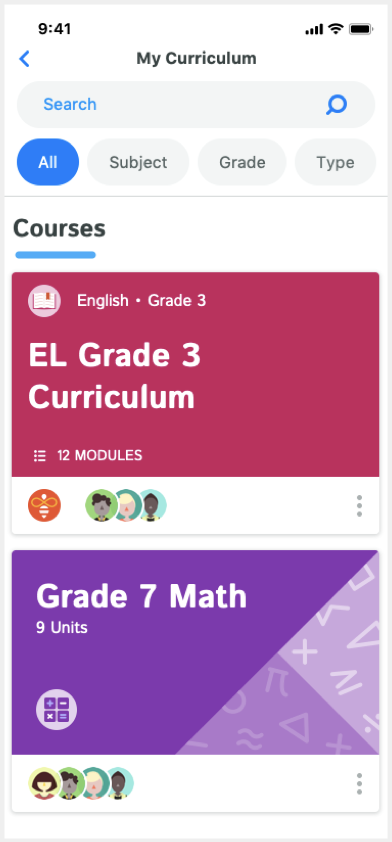 9:41
My Curriculum
Search
All Subject Grade Type
Courses
English • Grade 3
EL Grade 3
Curriculum
12 MODULES
Grade 7 Math
9 Units